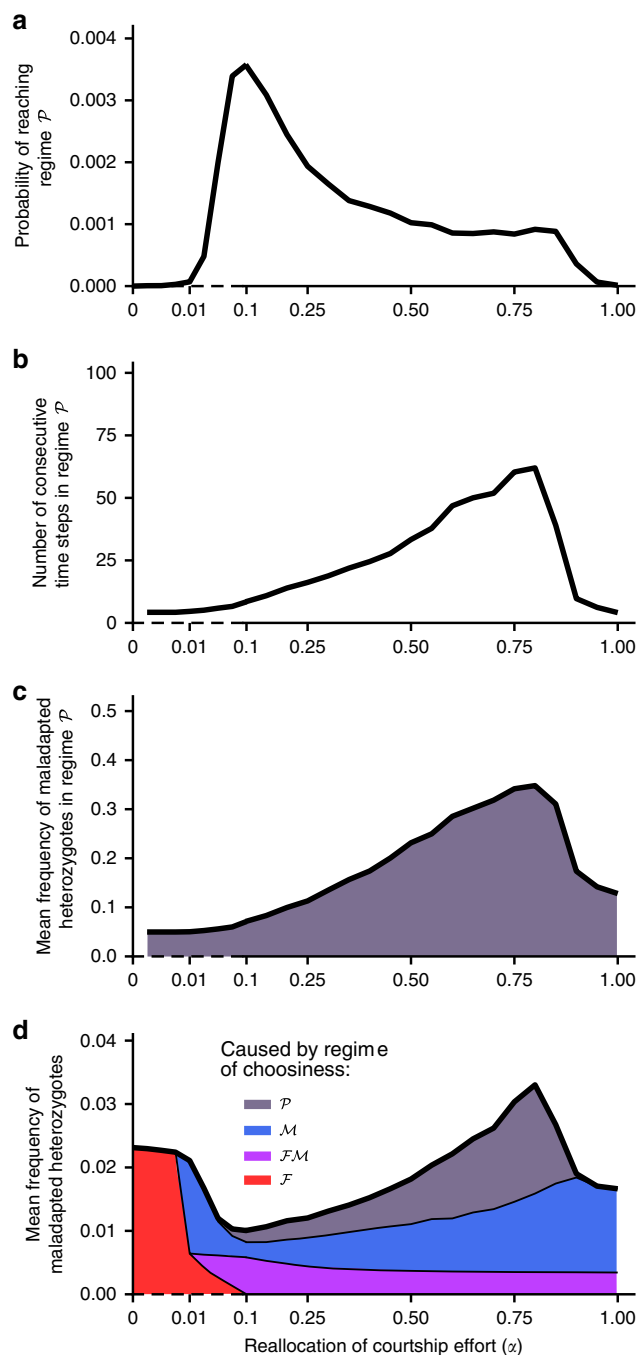 a
Probability of reaching
regime 𝒫
0.004
0.003
0.002
0.001
0.000
0 0.01 0.1 0.25 0.50 0.75 1.00
b
Number of consecutive
time steps in regime 𝒫
100
75
50
25
0
0 0.01 0.1 0.25 0.50 0.75 1.00
c
Mean frequency of maladapted
heterozygotes in regime 𝒫
0.5
0.4
0.3
0.2
0.1
0.0
0 0.01 0.1 0.25 0.50 0.75 1.00
d
Mean frequency of
maladapted heterozygotes
0.04
0.03
0.02
0.01
0.00
Caused by regime
of choosiness:
𝒫
ℳ
ℱℳ
ℱ
0 0.01 0.1 0.25 0.50 0.75 1.00
Reallocation of courtship effort (α)